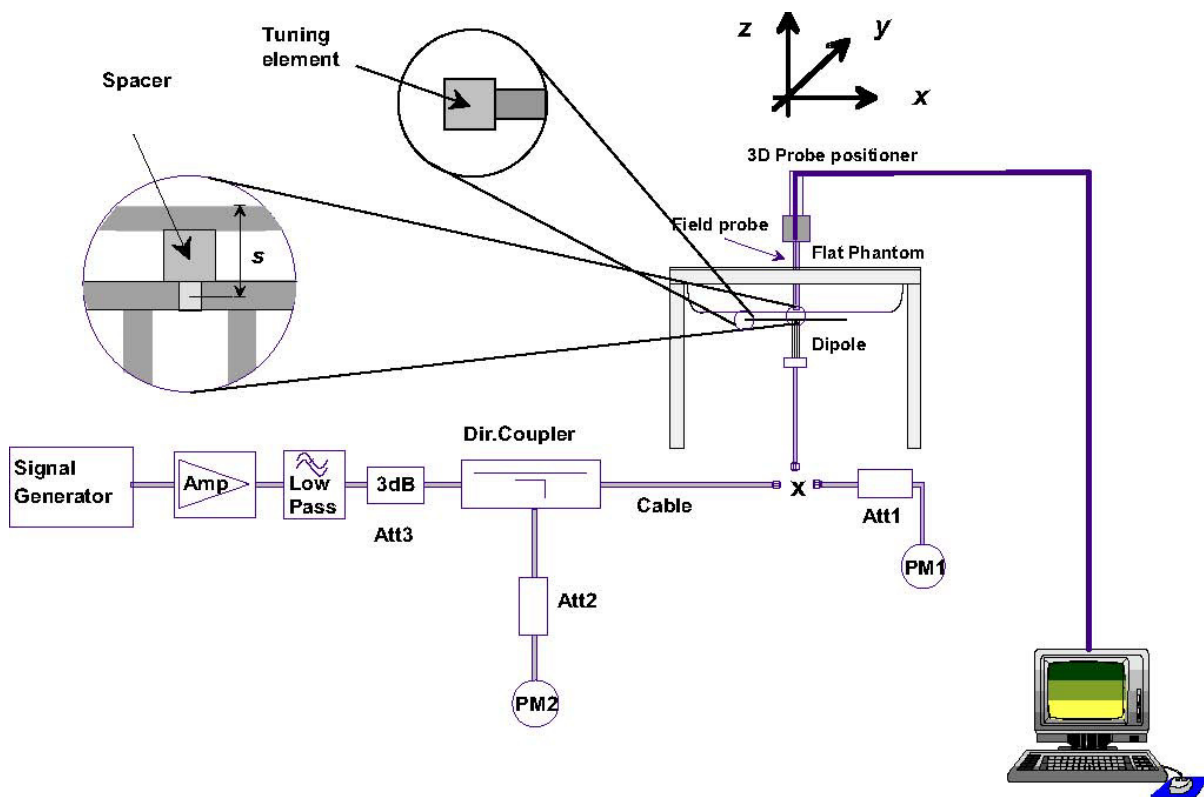 Tuning
element
Spacer
z
y
x
3D Probe positioner
Field probe
Flat Phantom
s
Dipole
Dir.Coupler
Signal
Generator
Amp
Low
Pass
3dB
Att3
Cable
x
Att1
PM1
Att2
PM2